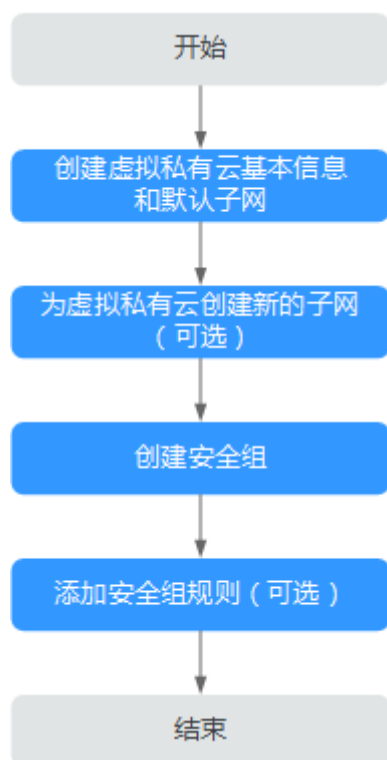 开始
创建虚拟私有云基本信息
和默认子网
为虚拟私有云创建新的子网
（可选）
创建安全组
添加安全组规则（可选）
结束